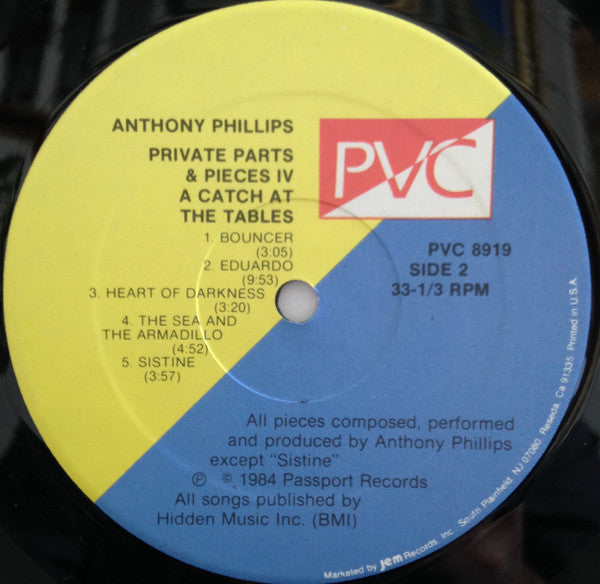 ANTHONY PHILLIPS
PRIVATE PARTS
& PIECES IV
A CATCH AT
THE TABLES
1. BOUNCER
(3:05)
2. EDUARDO
(9:53)
3. HEART OF DARKNESS
(3:20)
4. THE SEA AND
THE ARMADILLO
(4:52)
5. SISTINE
(3:57)
PVC
PVC 8919
SIDE 2
33-1/3 RPM
All pieces composed, performed
and produced by Anthony Phillips
except "Sistine"
℗ © 1984 Passport Records
All songs published by
Hidden Music Inc. (BMI)
Marketed by Jem Records Inc. South Plainfield, NJ 07080 Reseda, Ca 91335 Printed in U.S.A.